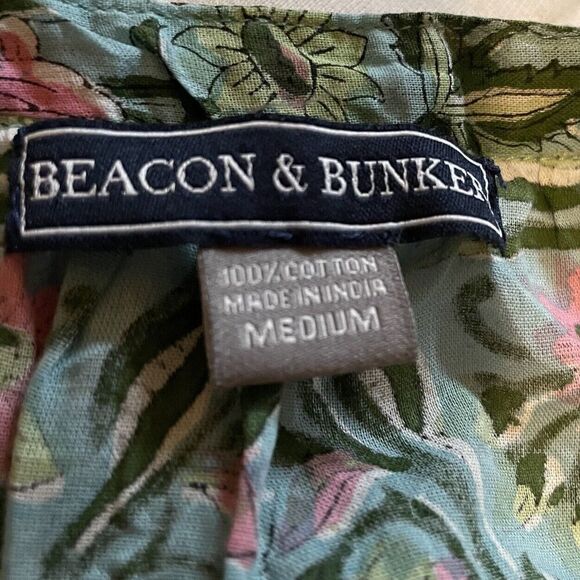 BEACON & BUNKER
100% COTTON
MADE IN INDIA
MEDIUM